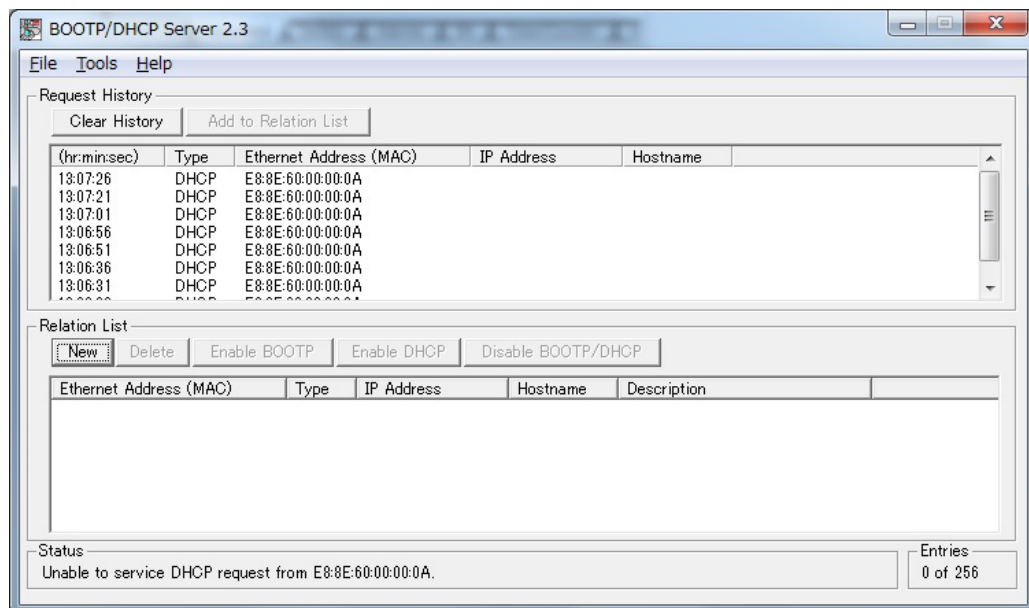 BOOTP/DHCP Server 2.3
File Tools Help
Request History
Clear History Add to Relation List
(hr:min:sec) Type Ethernet Address (MAC) IP Address Hostname
13:07:26 DHCP E8:8E:60:00:00:0A
13:07:21 DHCP E8:8E:60:00:00:0A
13:07:01 DHCP E8:8E:60:00:00:0A
13:06:56 DHCP E8:8E:60:00:00:0A
13:06:51 DHCP E8:8E:60:00:00:0A
13:06:36 DHCP E8:8E:60:00:00:0A
13:06:31 DHCP E8:8E:60:00:00:0A
Relation List
New Delete Enable BOOTP Enable DHCP Disable BOOTP/DHCP
Ethernet Address (MAC) Type IP Address Hostname Description
Status
Unable to service DHCP request from E8:8E:60:00:00:0A.
Entries
0 of 256